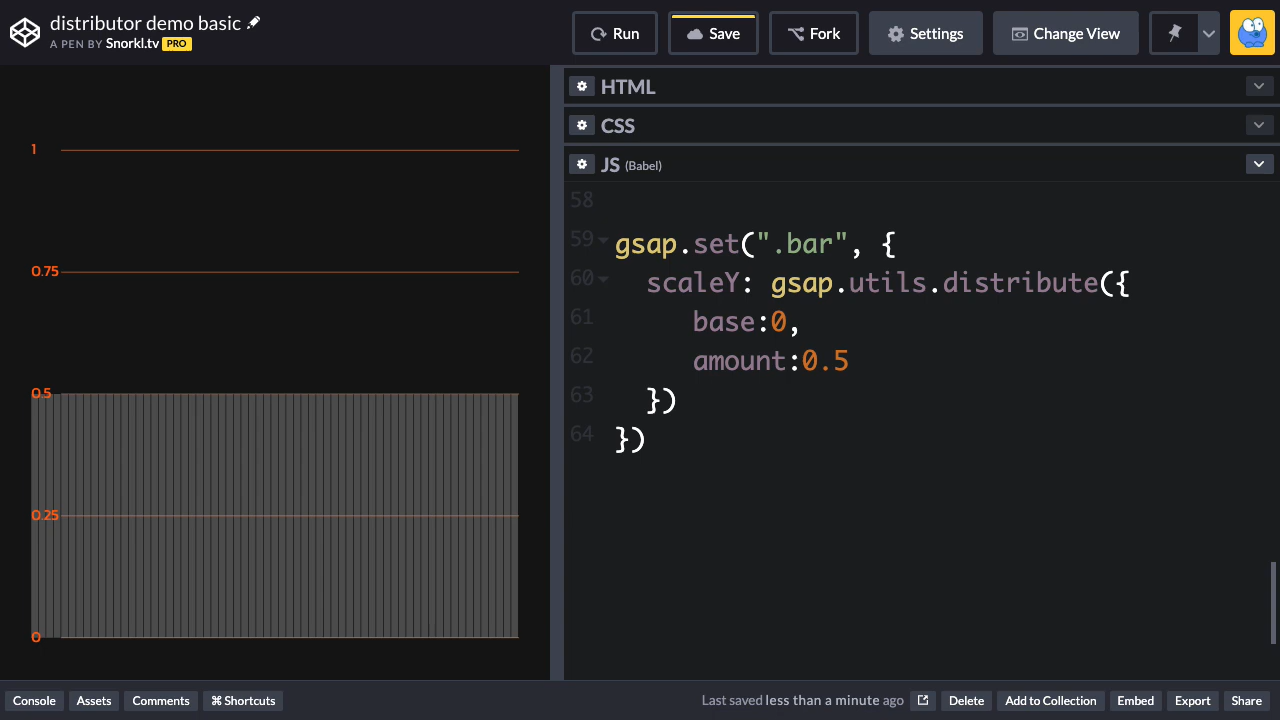 distributor demo basic
A PEN BY Snorkl.tv PRO
Run
Save
Fork
Settings
Change View
1
0.75
0.5
0.25
0
HTML
CSS
JS (Babel)
58
59 gsap.set(".bar", {
60 scaleY: gsap.utils.distribute({
61 base:0,
62 amount:0.5
63 })
64 })
Console
Assets
Comments
⌘ Shortcuts
Last saved less than a minute ago
Delete
Add to Collection
Embed
Export
Share